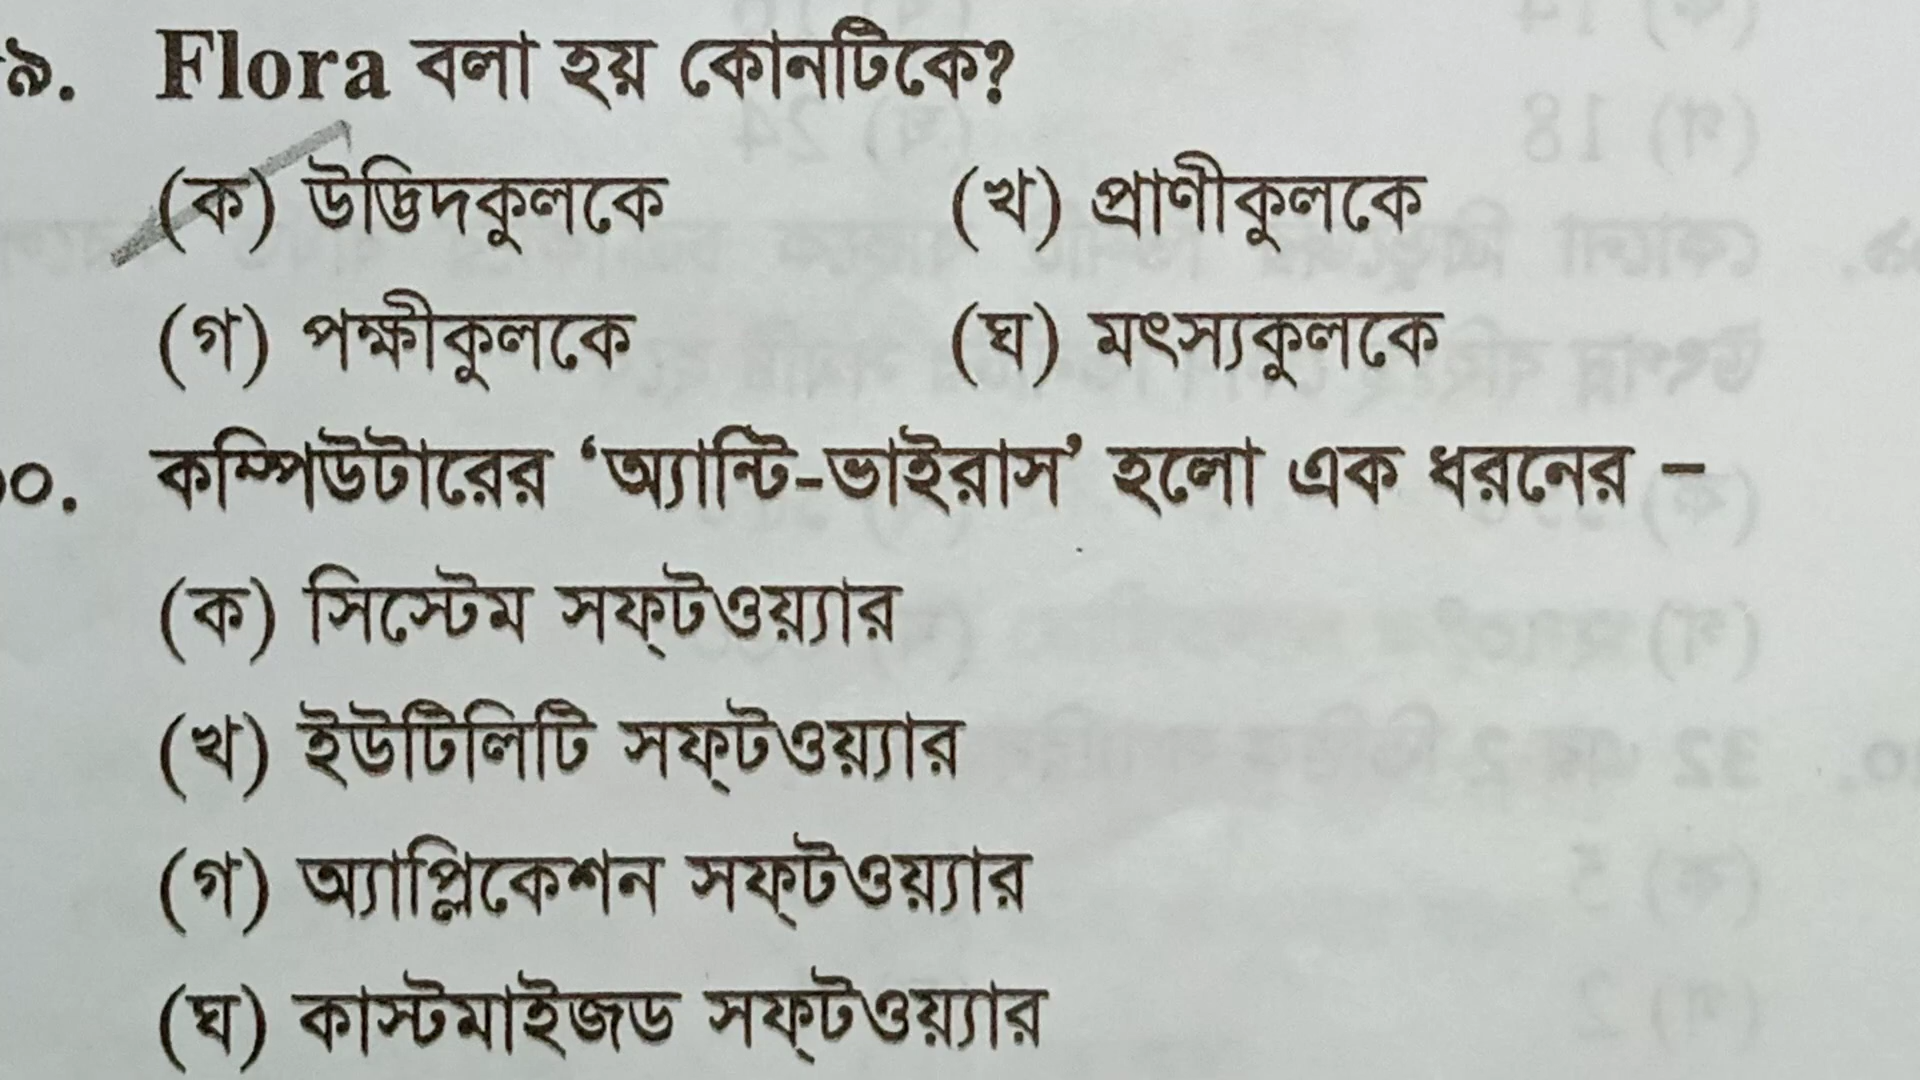 ৯. Flora বলা হয় কোনটিকে?
(ক) উদ্ভিদকুলকে (খ) প্রাণীকুলকে
(গ) পক্ষীকুলকে (ঘ) মৎস্যকুলকে
০. কম্পিউটারের ‘অ্যান্টি-ভাইরাস’ হলো এক ধরনের –
(ক) সিস্টেম সফ্‌টওয়্যার
(খ) ইউটিলিটি সফ্‌টওয়্যার
(গ) অ্যাপ্লিকেশন সফ্‌টওয়্যার
(ঘ) কাস্টমাইজড সফ্‌টওয়্যার